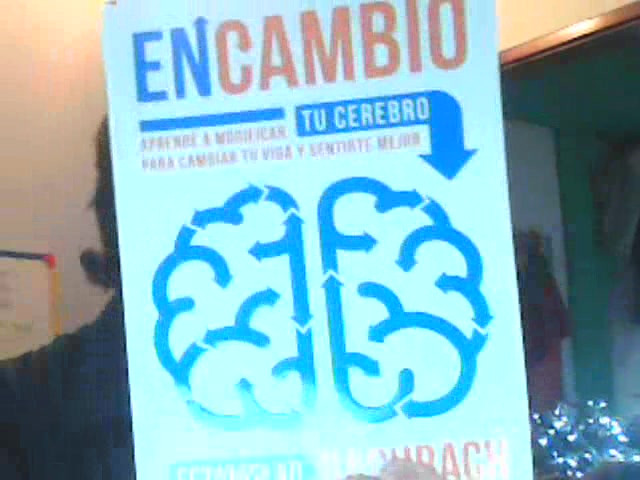 ENCAMBIO
APRENDÉ A MODIFICAR TU CEREBRO
PARA CAMBIAR TU VIDA Y SENTIRTE MEJOR